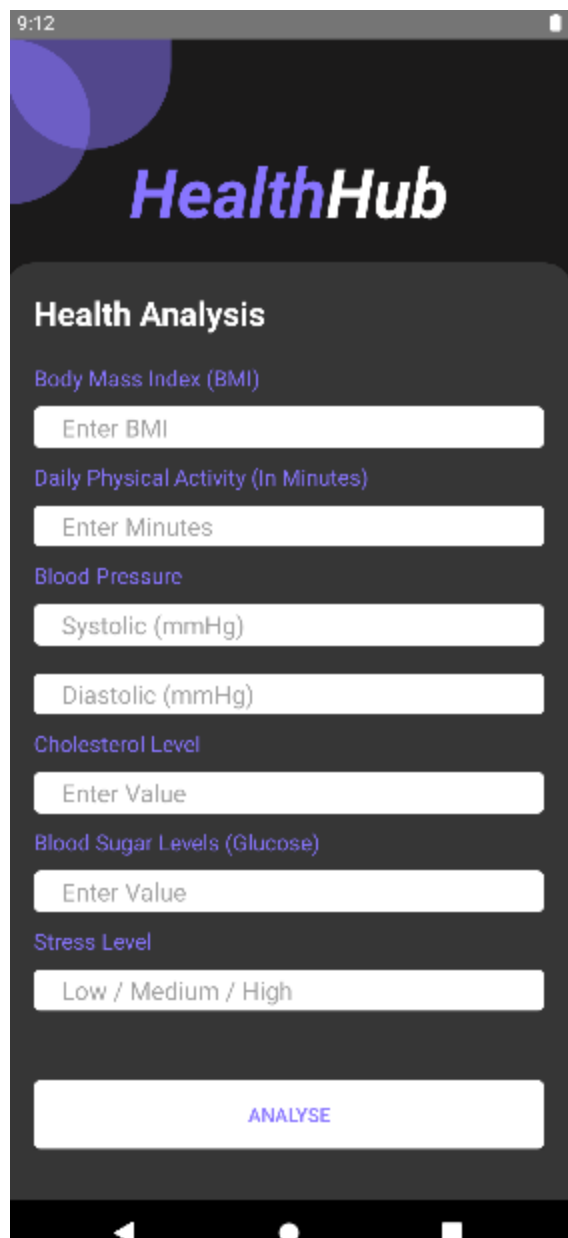 9:12
HealthHub
Health Analysis
Body Mass Index (BMI)
Enter BMI
Daily Physical Activity (In Minutes)
Enter Minutes
Blood Pressure
Systolic (mmHg)
Diastolic (mmHg)
Cholesterol Level
Enter Value
Blood Sugar Levels (Glucose)
Enter Value
Stress Level
Low / Medium / High
ANALYSE